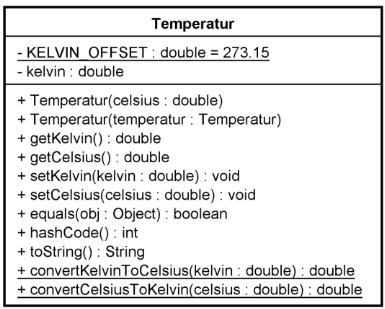 Temperatur
- KELVIN_OFFSET : double = 273.15
- kelvin : double
+ Temperatur(celsius : double)
+ Temperatur(temperatur : Temperatur)
+ getKelvin() : double
+ getCelsius() : double
+ setKelvin(kelvin : double) : void
+ setCelsius(celsius : double) : void
+ equals(obj : Object) : boolean
+ hashCode() : int
+ toString() : String
+ convertKelvinToCelsius(kelvin : double) : double
+ convertCelsiusToKelvin(celsius : double) : double